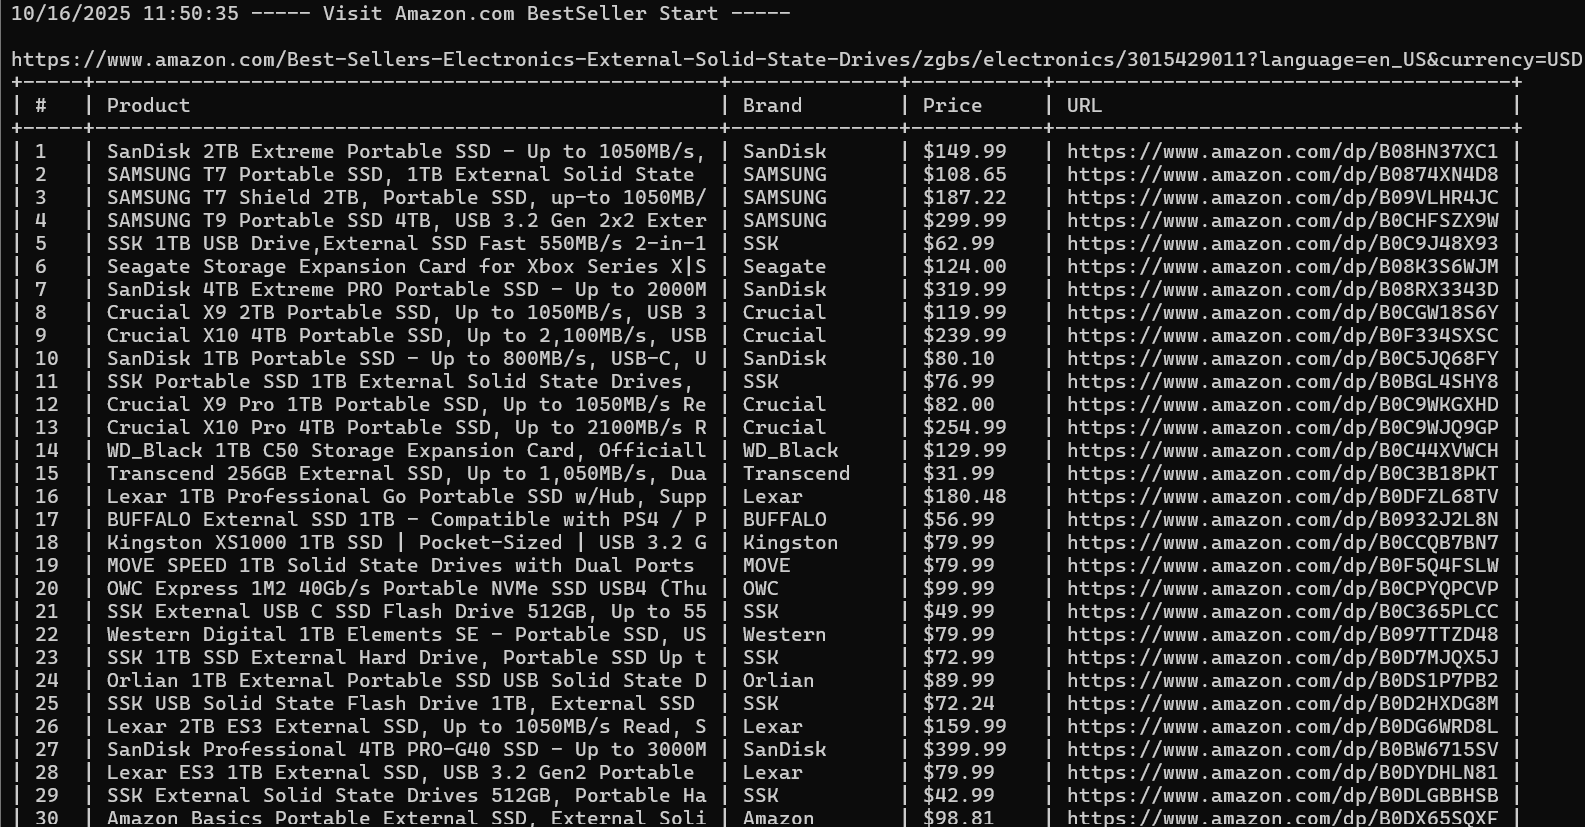 10/16/2025 11:50:35 ----- Visit Amazon.com BestSeller Start -----
https://www.amazon.com/Best-Sellers-Electronics-External-Solid-State-Drives/zgbs/electronics/3015429011?language=en_US&currency=USD
| # | Product | Brand | Price | URL |
| 1 | SanDisk 2TB Extreme Portable SSD - Up to 1050MB/s, | SanDisk | $149.99 | https://www.amazon.com/dp/B08HN37XC1 |
| 2 | SAMSUNG T7 Portable SSD, 1TB External Solid State | SAMSUNG | $108.65 | https://www.amazon.com/dp/B0874XN4D8 |
| 3 | SAMSUNG T7 Shield 2TB, Portable SSD, up-to 1050MB/ | SAMSUNG | $187.22 | https://www.amazon.com/dp/B09VLHR4JC |
| 4 | SAMSUNG T9 Portable SSD 4TB, USB 3.2 Gen 2x2 Exter | SAMSUNG | $299.99 | https://www.amazon.com/dp/B0CHFSZX9W |
| 5 | SSK 1TB USB Drive,External SSD Fast 550MB/s 2-in-1 | SSK | $62.99 | https://www.amazon.com/dp/B0C9J48X93 |
| 6 | Seagate Storage Expansion Card for Xbox Series X|S | Seagate | $124.00 | https://www.amazon.com/dp/B08K3S6WJM |
| 7 | SanDisk 4TB Extreme PRO Portable SSD - Up to 2000M | SanDisk | $319.99 | https://www.amazon.com/dp/B08RX3343D |
| 8 | Crucial X9 2TB Portable SSD, Up to 1050MB/s, USB 3 | Crucial | $119.99 | https://www.amazon.com/dp/B0CGW18S6Y |
| 9 | Crucial X10 4TB Portable SSD, Up to 2,100MB/s, USB | Crucial | $239.99 | https://www.amazon.com/dp/B0F334SXSC |
| 10 | SanDisk 1TB Portable SSD - Up to 800MB/s, USB-C, U | SanDisk | $80.10 | https://www.amazon.com/dp/B0C5JQ68FY |
| 11 | SSK Portable SSD 1TB External Solid State Drives, | SSK | $76.99 | https://www.amazon.com/dp/B0BGL4SHY8 |
| 12 | Crucial X9 Pro 1TB Portable SSD, Up to 1050MB/s Re | Crucial | $82.00 | https://www.amazon.com/dp/B0C9WKGXHD |
| 13 | Crucial X10 Pro 4TB Portable SSD, Up to 2100MB/s R | Crucial | $254.99 | https://www.amazon.com/dp/B0C9WJQ9GP |
| 14 | WD_Black 1TB C50 Storage Expansion Card, Officiall | WD_Black | $129.99 | https://www.amazon.com/dp/B0C44XVWCH |
| 15 | Transcend 256GB External SSD, Up to 1,050MB/s, Dua | Transcend | $31.99 | https://www.amazon.com/dp/B0C3B18PKT |
| 16 | Lexar 1TB Professional Go Portable SSD w/Hub, Supp | Lexar | $180.48 | https://www.amazon.com/dp/B0DFZL68TV |
| 17 | BUFFALO External SSD 1TB - Compatible with PS4 / P | BUFFALO | $56.99 | https://www.amazon.com/dp/B0932J2L8N |
| 18 | Kingston XS1000 1TB SSD | Pocket-Sized | USB 3.2 G | Kingston | $79.99 | https://www.amazon.com/dp/B0CCQB7BN7 |
| 19 | MOVE SPEED 1TB Solid State Drives with Dual Ports | MOVE | $79.99 | https://www.amazon.com/dp/B0F5Q4FSLW |
| 20 | OWC Express 1M2 40Gb/s Portable NVMe SSD USB4 (Thu | OWC | $99.99 | https://www.amazon.com/dp/B0CPYQPCVP |
| 21 | SSK External USB C SSD Flash Drive 512GB, Up to 55 | SSK | $49.99 | https://www.amazon.com/dp/B0C365PLCC |
| 22 | Western Digital 1TB Elements SE - Portable SSD, US | Western | $79.99 | https://www.amazon.com/dp/B097TTZD48 |
| 23 | SSK 1TB SSD External Hard Drive, Portable SSD Up t | SSK | $72.99 | https://www.amazon.com/dp/B0D7MJQX5J |
| 24 | Orlian 1TB External Portable SSD USB Solid State D | Orlian | $89.99 | https://www.amazon.com/dp/B0DS1P7PB2 |
| 25 | SSK USB Solid State Flash Drive 1TB, External SSD | SSK | $72.24 | https://www.amazon.com/dp/B0D2HXDG8M |
| 26 | Lexar 2TB ES3 External SSD, Up to 1050MB/s Read, S | Lexar | $159.99 | https://www.amazon.com/dp/B0DG6WRD8L |
| 27 | SanDisk Professional 4TB PRO-G40 SSD - Up to 3000M | SanDisk | $399.99 | https://www.amazon.com/dp/B0BW6715SV |
| 28 | Lexar ES3 1TB External SSD, USB 3.2 Gen2 Portable | Lexar | $79.99 | https://www.amazon.com/dp/B0DYDHLN81 |
| 29 | SSK External Solid State Drives 512GB, Portable Ha | SSK | $42.99 | https://www.amazon.com/dp/B0DLGBBHSB |
| 30 | Amazon Basics Portable External SSD, External Soli | Amazon | $98.81 | https://www.amazon.com/dp/B0DX65SQXF |